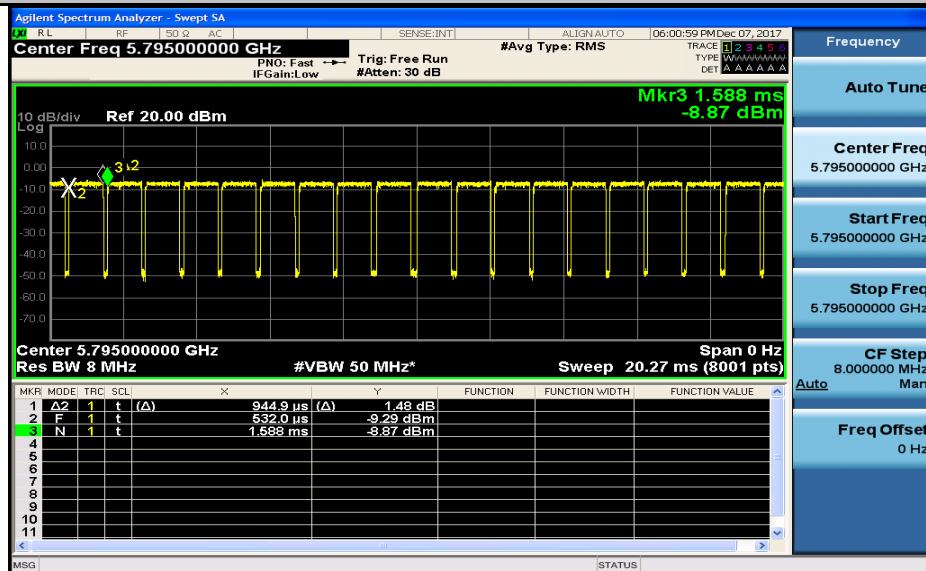 Agilent Spectrum Analyzer - Swept SA
LXI RL RF 50 Ω AC SENSE:INT ALIGN AUTO 06:00:59 PM Dec 07, 2017
Center Freq 5.795000000 GHz #Avg Type: RMS TRACE 1 2 3 4 5 6
PNO: Fast Trig: Free Run TYPE WWWWWW
IFGain:Low #Atten: 30 dB DET A A A A A A
Mkr3 1.588 ms
10 dB/div Ref 20.00 dBm -8.87 dBm
Log
10.0
0.00
-10.0
-20.0
-30.0
-40.0
-50.0
-60.0
-70.0
3 2
2
Center 5.795000000 GHz Span 0 Hz
Res BW 8 MHz #VBW 50 MHz* Sweep 20.27 ms (8001 pts)
MKR MODE TRC SCL X Y FUNCTION FUNCTION WIDTH FUNCTION VALUE
1 Δ2 1 t (Δ) 944.9 µs (Δ) 1.48 dB
2 F 1 t 532.0 µs -9.29 dBm
3 N 1 t 1.588 ms -8.87 dBm
4
5
6
7
8
9
10
11
MSG STATUS
Frequency
Auto Tune
Center Freq
5.795000000 GHz
Start Freq
5.795000000 GHz
Stop Freq
5.795000000 GHz
CF Step
8.000000 MHz
Auto Man
Freq Offset
0 Hz